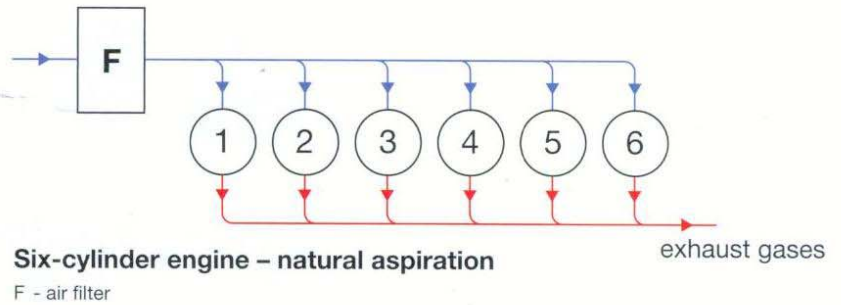 F
1 2 3 4 5 6
exhaust gases
Six-cylinder engine – natural aspiration
F - air filter